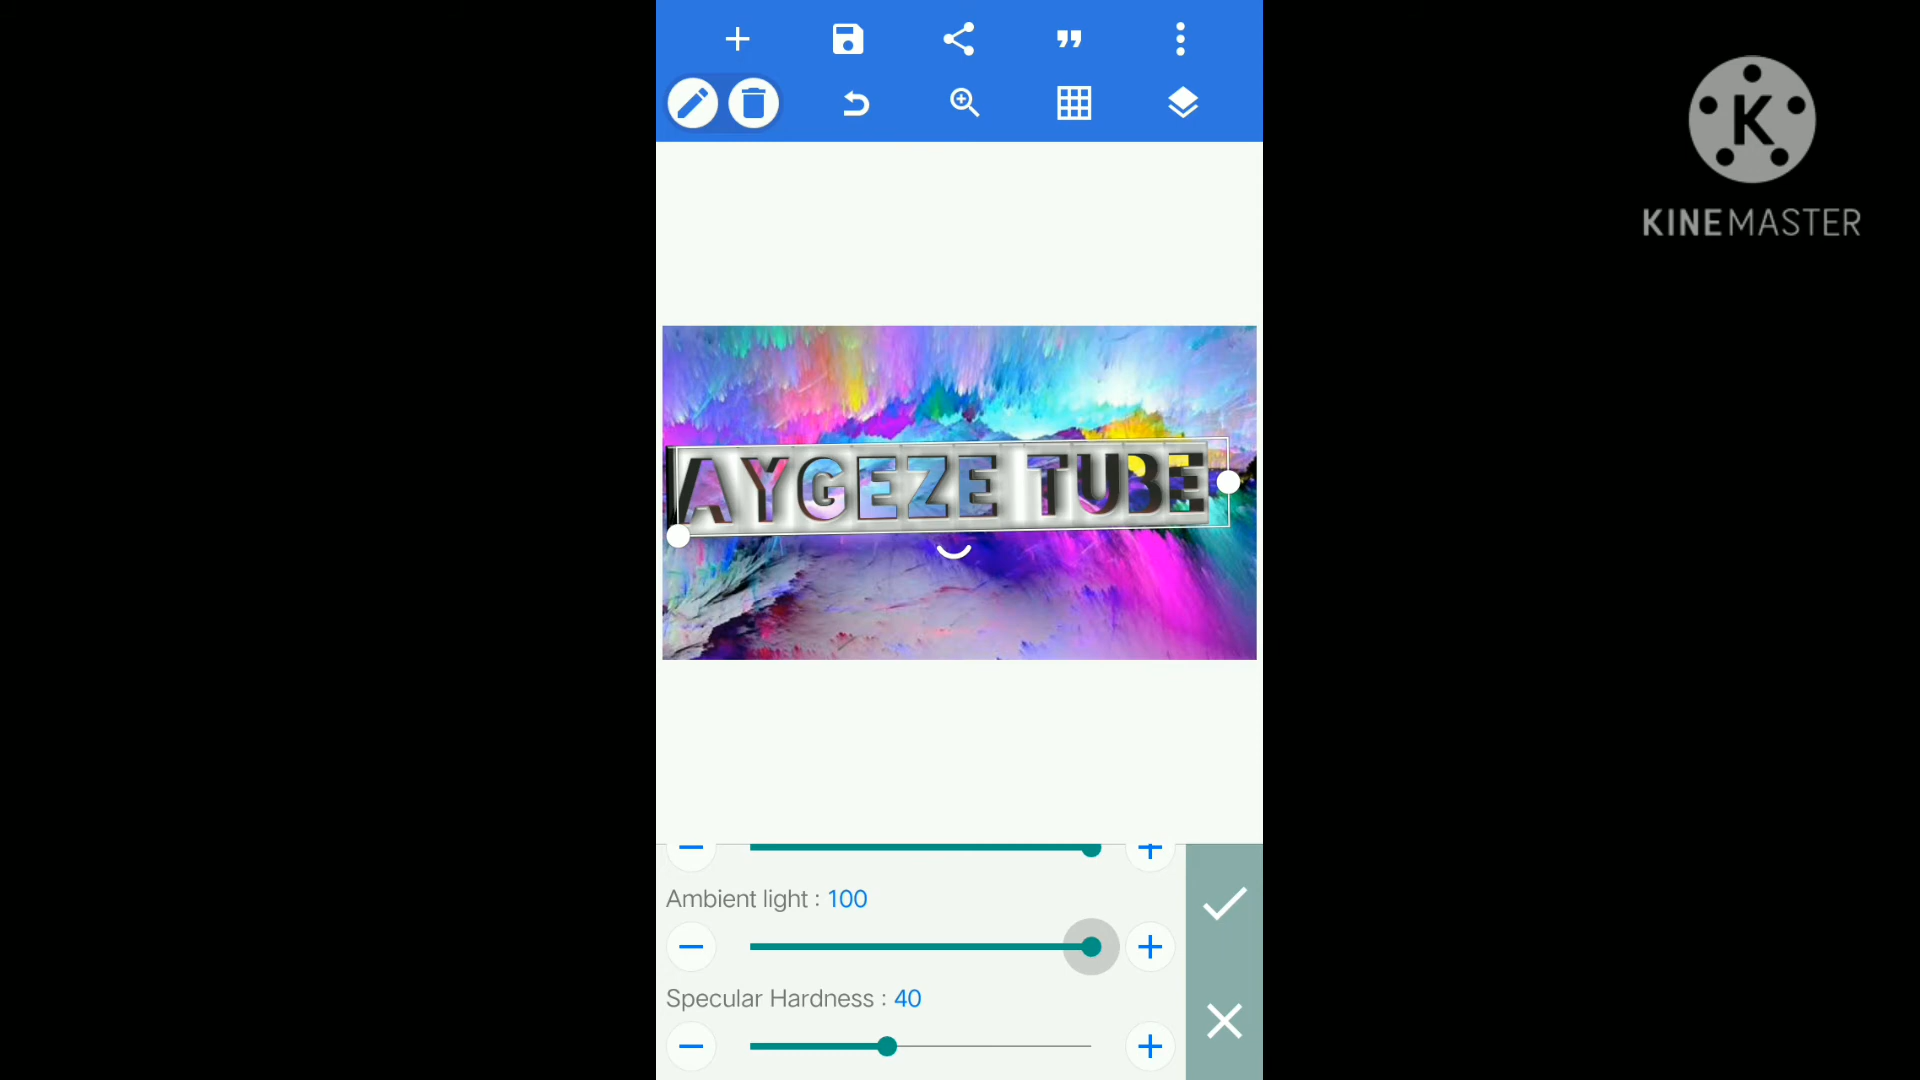 K
KINEMASTER
AYGEZE TUBE
Ambient light : 100
Specular Hardness : 40